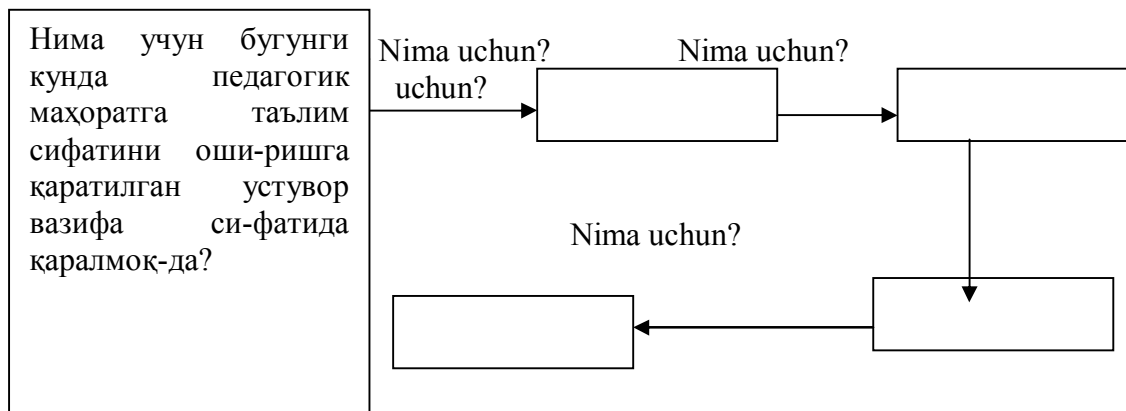 Нима учун бугунги
кунда педагогик
маҳоратга таълим
сифатини оши-ришга
қаратилган устувор
вазифа си-фатида
қаралмоқ-да?
Nima uchun?
uchun?
Nima uchun?
Nima uchun?